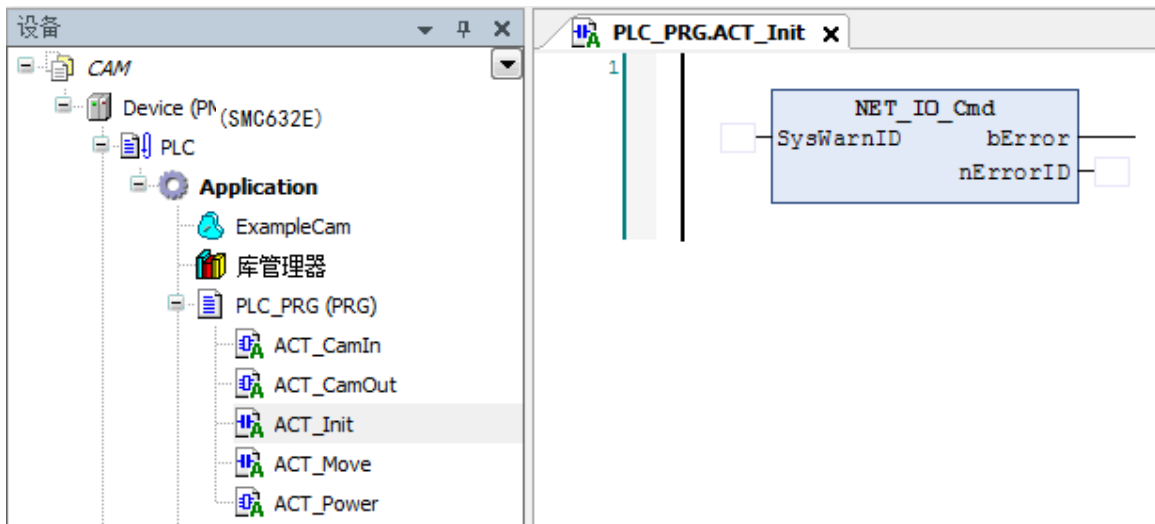 设备
CAM
Device (PM(SMC632E)
PLC
Application
ExampleCam
库管理器
PLC_PRG (PRG)
ACT_CamIn
ACT_CamOut
ACT_Init
ACT_Move
ACT_Power
PLC_PRG.ACT_Init
1
NET_IO_Cmd
SysWarnID bError
nErrorID